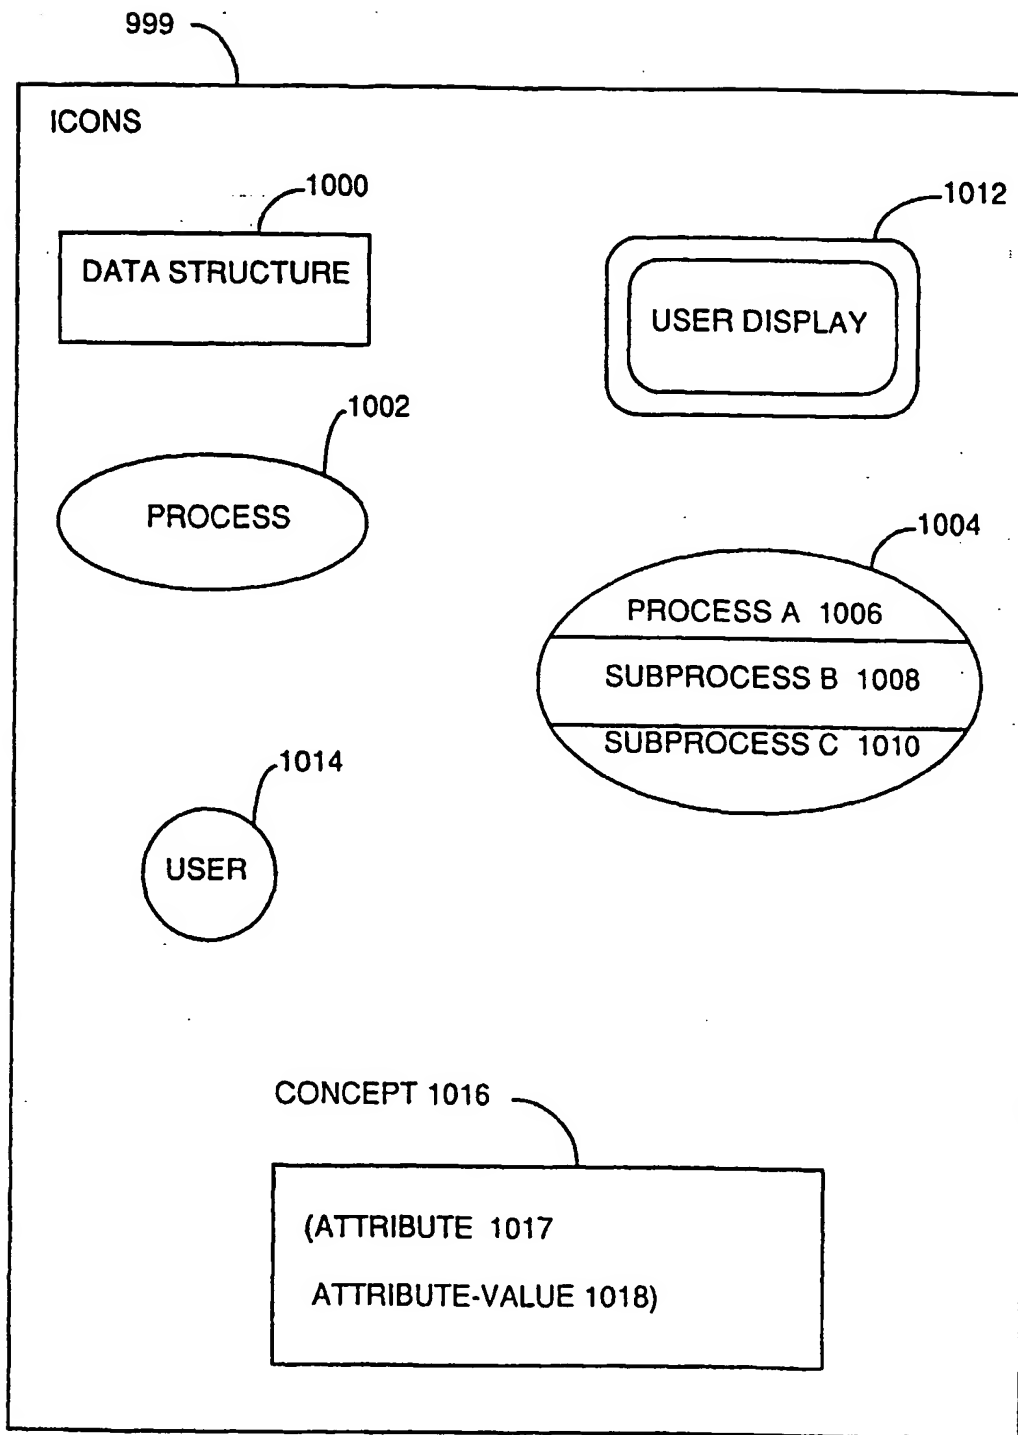 999
ICONS
1000
DATA STRUCTURE
1012
USER DISPLAY
1002
PROCESS
1004
PROCESS A 1006
SUBPROCESS B 1008
SUBPROCESS C 1010
1014
USER
CONCEPT 1016
(ATTRIBUTE 1017
ATTRIBUTE-VALUE 1018)